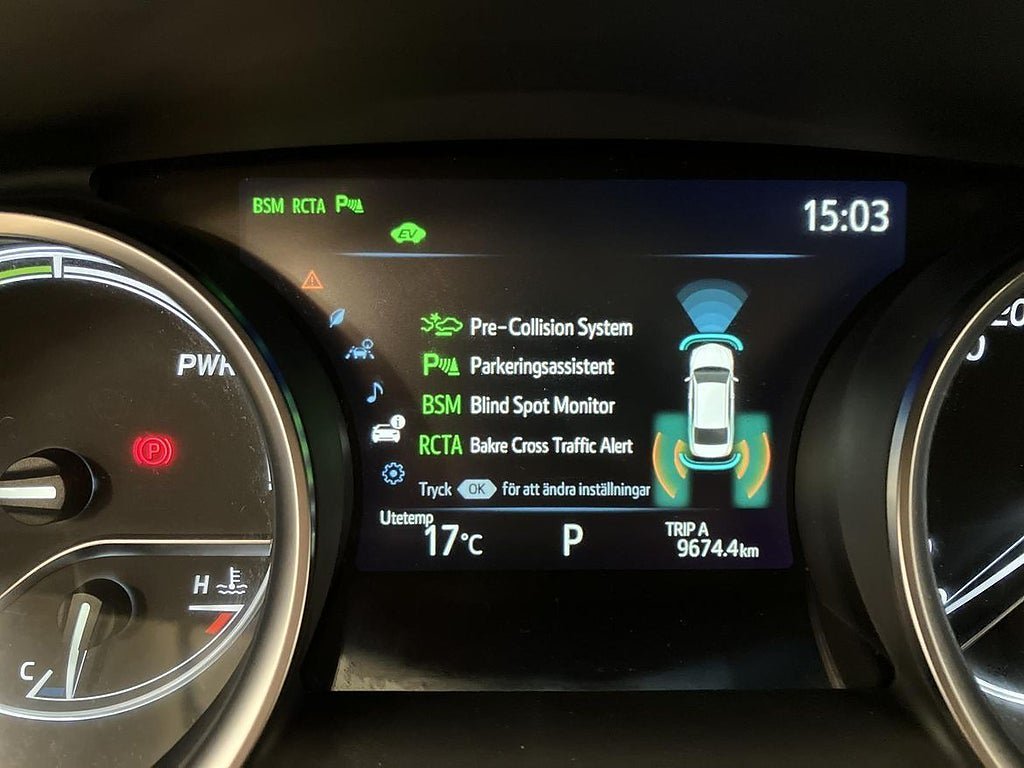 BSM RCTA P
15:03
EV
Pre-Collision System
P Parkeringsassistent
BSM Blind Spot Monitor
RCTA Bakre Cross Traffic Alert
Tryck OK för att ändra inställningar
Utetemp
17°C
P
TRIP A
9674.4km
PWR
P
H
C
20